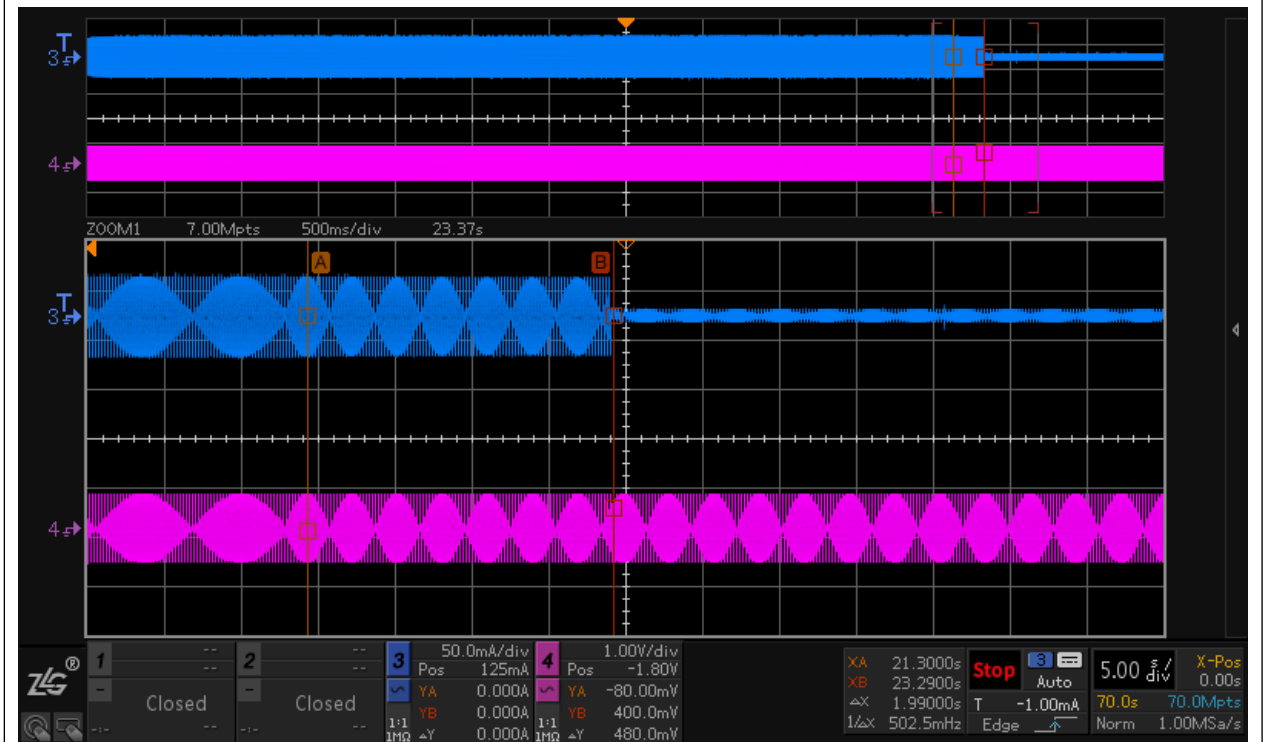 T
3
4
ZOOM1 7.00Mpts 500ms/div 23.37s
A B
T
3
4
ZLG®
1 -- --
- Closed
-:-
2 -- --
- Closed
-:-
3 50.0mA/div
Pos 125mA
YA 0.000A
YB 0.000A
1:1
1MΩ ΔY 0.000A
4 1.00V/div
Pos -1.80V
YA -80.00mV
YB 400.0mV
1:1
1MΩ ΔY 480.0mV
XA 21.3000s
XB 23.2900s
ΔX 1.99000s
1/ΔX 502.5mHz
Stop 3 Auto
T -1.00mA
Edge
5.00 s/div
X-Pos 0.00s
70.0s 70.0Mpts
Norm 1.00MSa/s